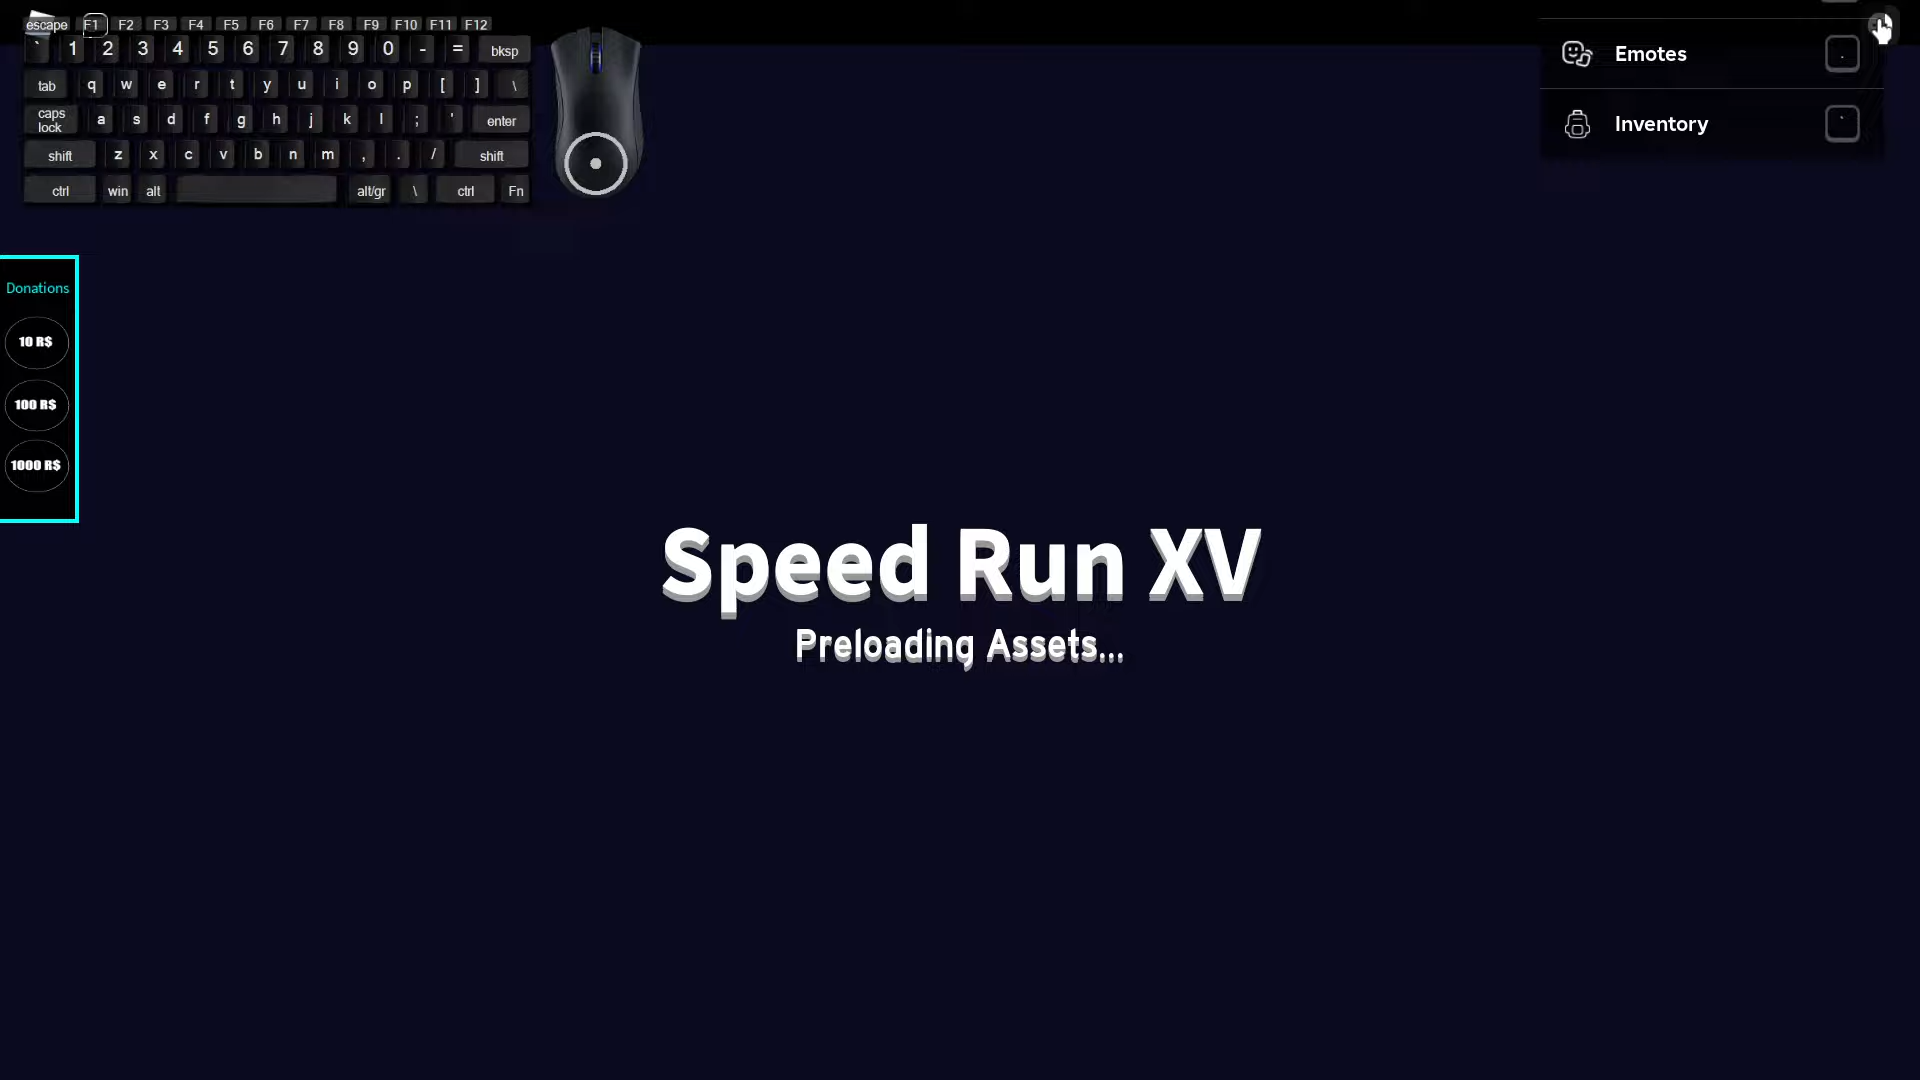 escape F1 F2 F3 F4 F5 F6 F7 F8 F9 F10 F11 F12
` 1 2 3 4 5 6 7 8 9 0 - = bksp
tab q w e r t y u i o p [ ] \
caps lock a s d f g h j k l ; ' enter
shift z x c v b n m , . / shift
ctrl win alt alt/gr \ ctrl Fn
Emotes .
Inventory `
Donations
10 R$
100 R$
1000 R$
Speed Run XV
Preloading Assets...